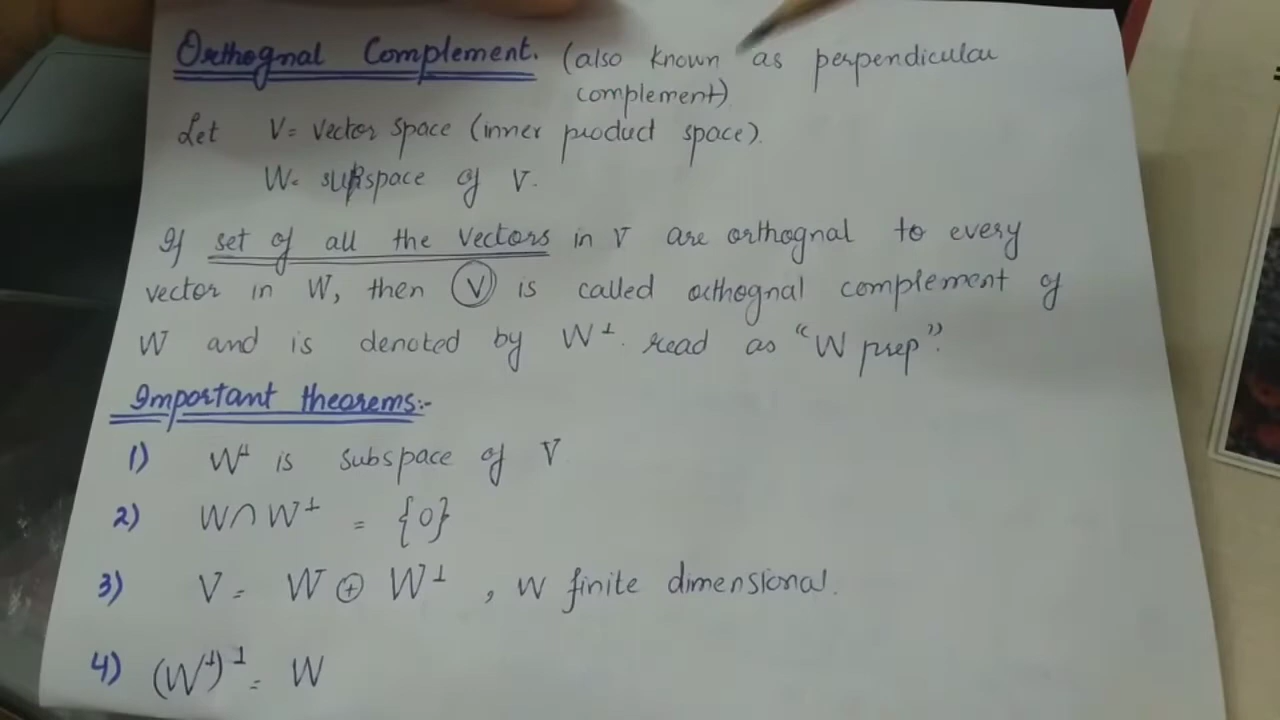 Orthognal Complement. (also known as perpendicular
complement)
Let V = vector space (inner product space).
W = subspace of V.
If set of all the vectors in V are orthognal to every
vector in W, then V is called orthognal complement of
W and is denoted by W⊥. read as "W prep".
Important theorems:-
1) W⊥ is subspace of V
2) W∩W⊥ = {0}
3) V = W ⊕ W⊥, W finite dimensional.
4) (W⊥)⊥ = W